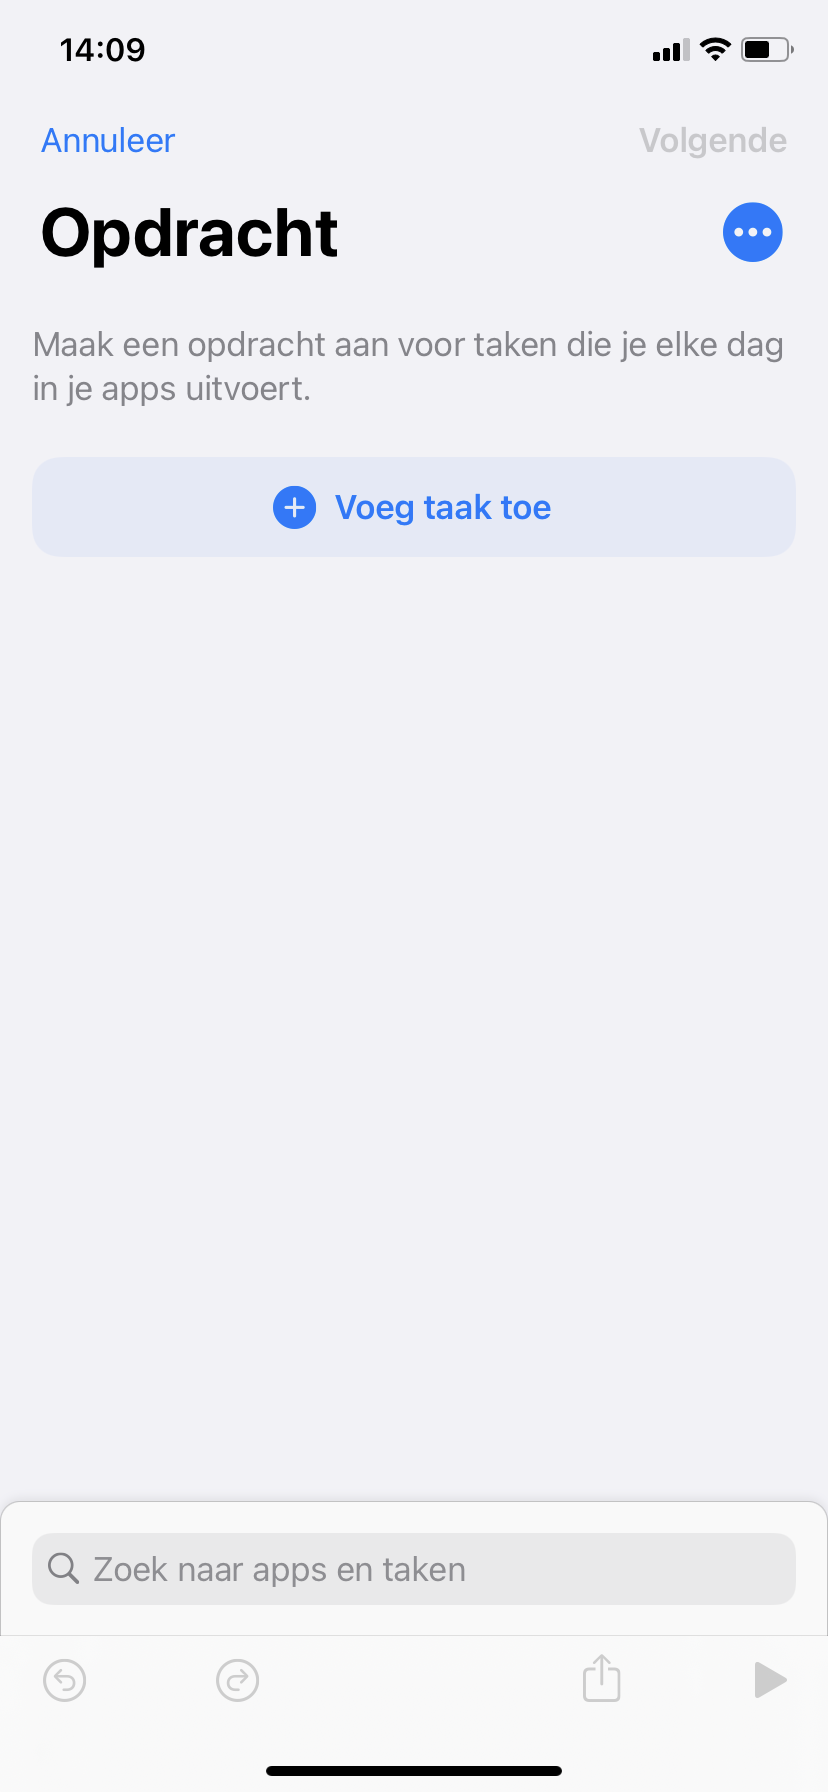 14:09
Annuleer
Volgende
Opdracht
Maak een opdracht aan voor taken die je elke dag
in je apps uitvoert.
Voeg taak toe
Zoek naar apps en taken